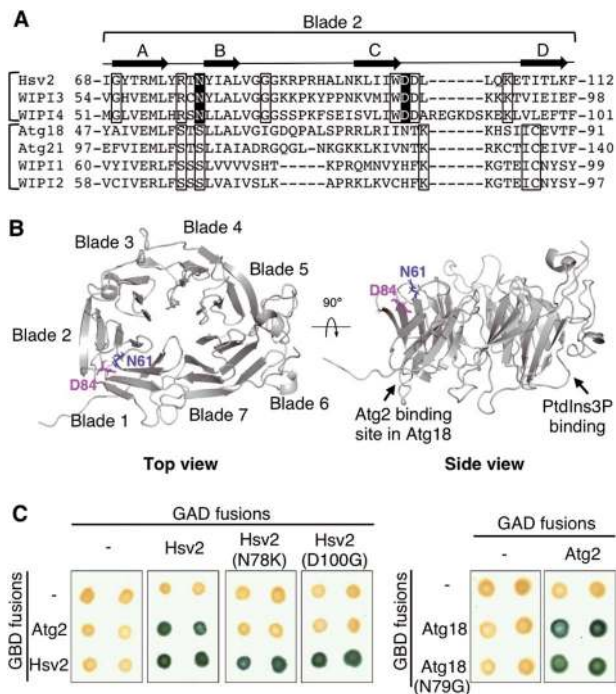 A
Blade 2
A B C D
Hsv2 68-IGYTRMLYRTNYIALVGGGKRPRHALNKLIIWDDL------LQKETITLKF-112
WIPI3 54-VGHVEMLFRCNYLALVGGGKKPKYPPNKVMIWDDL------KKKTVIEIEF-98
WIPI4 51-MGLVEMLHRSNLLALVGGGSSPKFSEISVLIWDDAREGKDSKEKLVLEFTF-101
Atg18 47-YAIVEMLFSTSLLALVGIGDQPALSPRRLRIINTK------KHSIICEVTF-91
Atg21 97-EFVIEMLFSTSLIAIADRGQGL-NKGKKLKIVNTK------RKCTICEIVF-140
WIPI1 60-VYIVERLFSSSLVVVVSHT----KPRQMNVYHFK------KGTEICNYSY-99
WIPI2 58-VCIVERLFSSSLVAIVSLK----APRKLKVCHFK------KGTEICNYSY-97
B
Blade 4
Blade 3
Blade 5
Blade 2
N61
D84
Blade 1
Blade 7
Blade 6
Top view
90°
N61
D84
Atg2 binding
site in Atg18
PtdIns3P
binding
Side view
C
GAD fusions
- Hsv2 Hsv2 (N78K) Hsv2 (D100G)
GBD fusions
-
Atg2
Hsv2
GAD fusions
- Atg2
GBD fusions
-
Atg18
Atg18
(N79G)